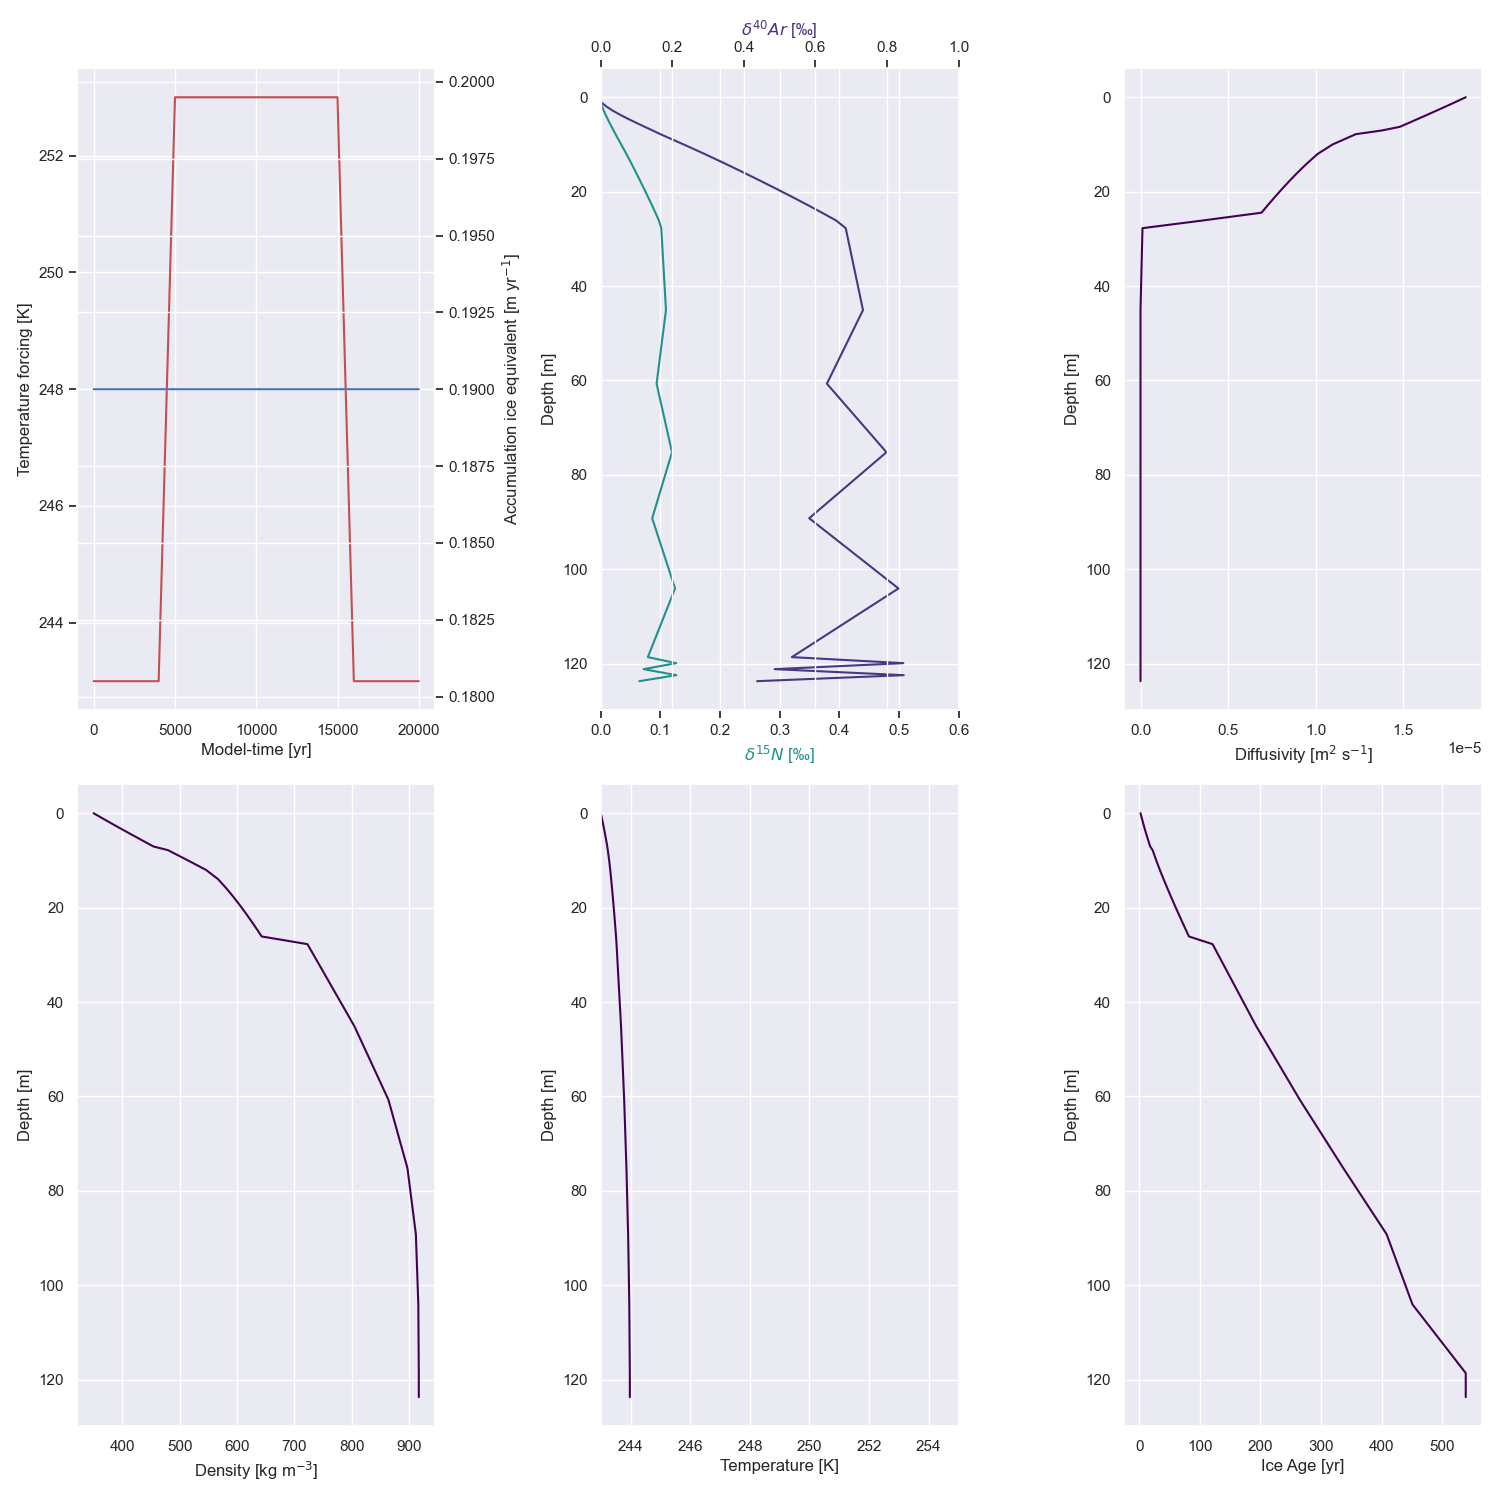 δ⁴⁰Ar [‰]
0.0 0.2 0.4 0.6 0.8 1.0
Temperature forcing [K]
252
250
248
246
244
0 5000 10000 15000 20000
Model-time [yr]
0.2000
0.1975
0.1950
0.1925
0.1900
0.1875
0.1850
0.1825
0.1800
Accumulation ice equivalent [m yr⁻¹]
Depth [m]
0
20
40
60
80
100
120
0.0 0.1 0.2 0.3 0.4 0.5 0.6
δ¹⁵N [‰]
Depth [m]
0
20
40
60
80
100
120
0.0 0.5 1.0 1.5
1e−5
Diffusivity [m² s⁻¹]
Depth [m]
0
20
40
60
80
100
120
400 500 600 700 800 900
Density [kg m⁻³]
Depth [m]
0
20
40
60
80
100
120
244 246 248 250 252 254
Temperature [K]
Depth [m]
0
20
40
60
80
100
120
0 100 200 300 400 500
Ice Age [yr]